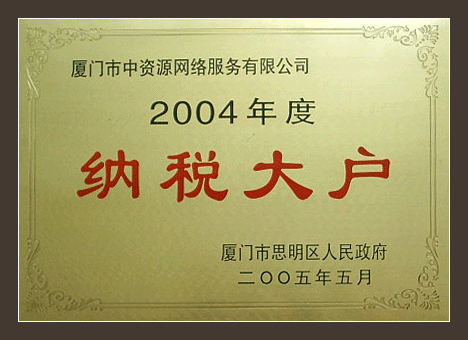 厦门市中资源网络服务有限公司
2004年度
纳税大户
厦门市思明区人民政府
二〇〇五年五月